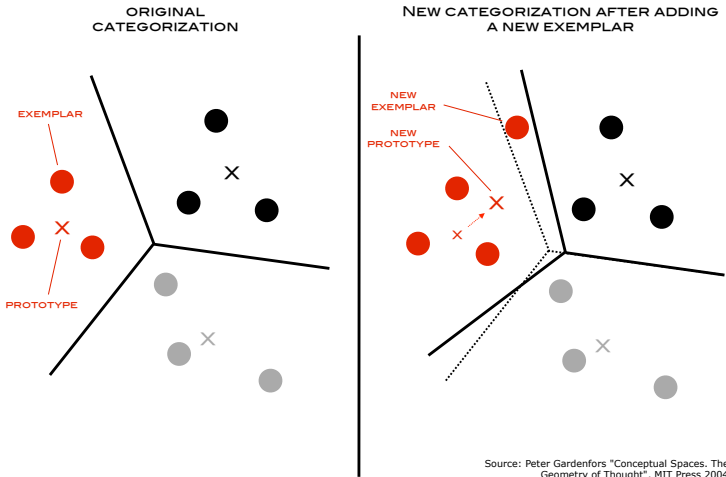 ORIGINAL
CATEGORIZATION
EXEMPLAR
PROTOTYPE
NEW CATEGORIZATION AFTER ADDING
A NEW EXEMPLAR
NEW
EXEMPLAR
NEW
PROTOTYPE
Source: Peter Gardenfors "Conceptual Spaces. The
Geometry of Thought", MIT Press 2004